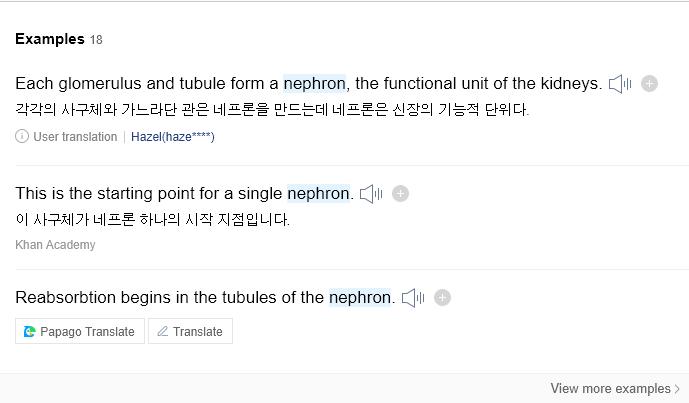 Examples 18
Each glomerulus and tubule form a nephron, the functional unit of the kidneys.
각각의 사구체와 가느라단 관은 네프론을 만드는데 네프론은 신장의 기능적 단위다.
User translation | Hazel(haze****)
This is the starting point for a single nephron.
이 사구체가 네프론 하나의 시작 지점입니다.
Khan Academy
Reabsorbtion begins in the tubules of the nephron.
Papago Translate Translate
View more examples